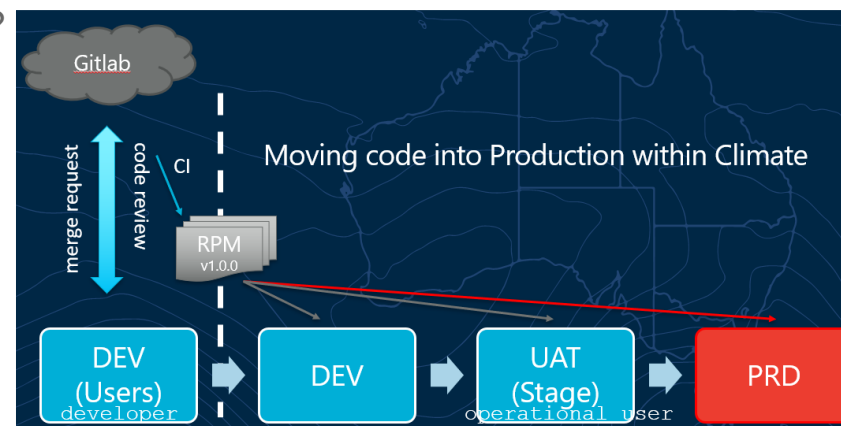 Gitlab
merge request
code review
CI
Moving code into Production within Climate
RPM
v1.0.0
DEV
(Users)
developer
DEV
UAT
(Stage)
operational user
PRD